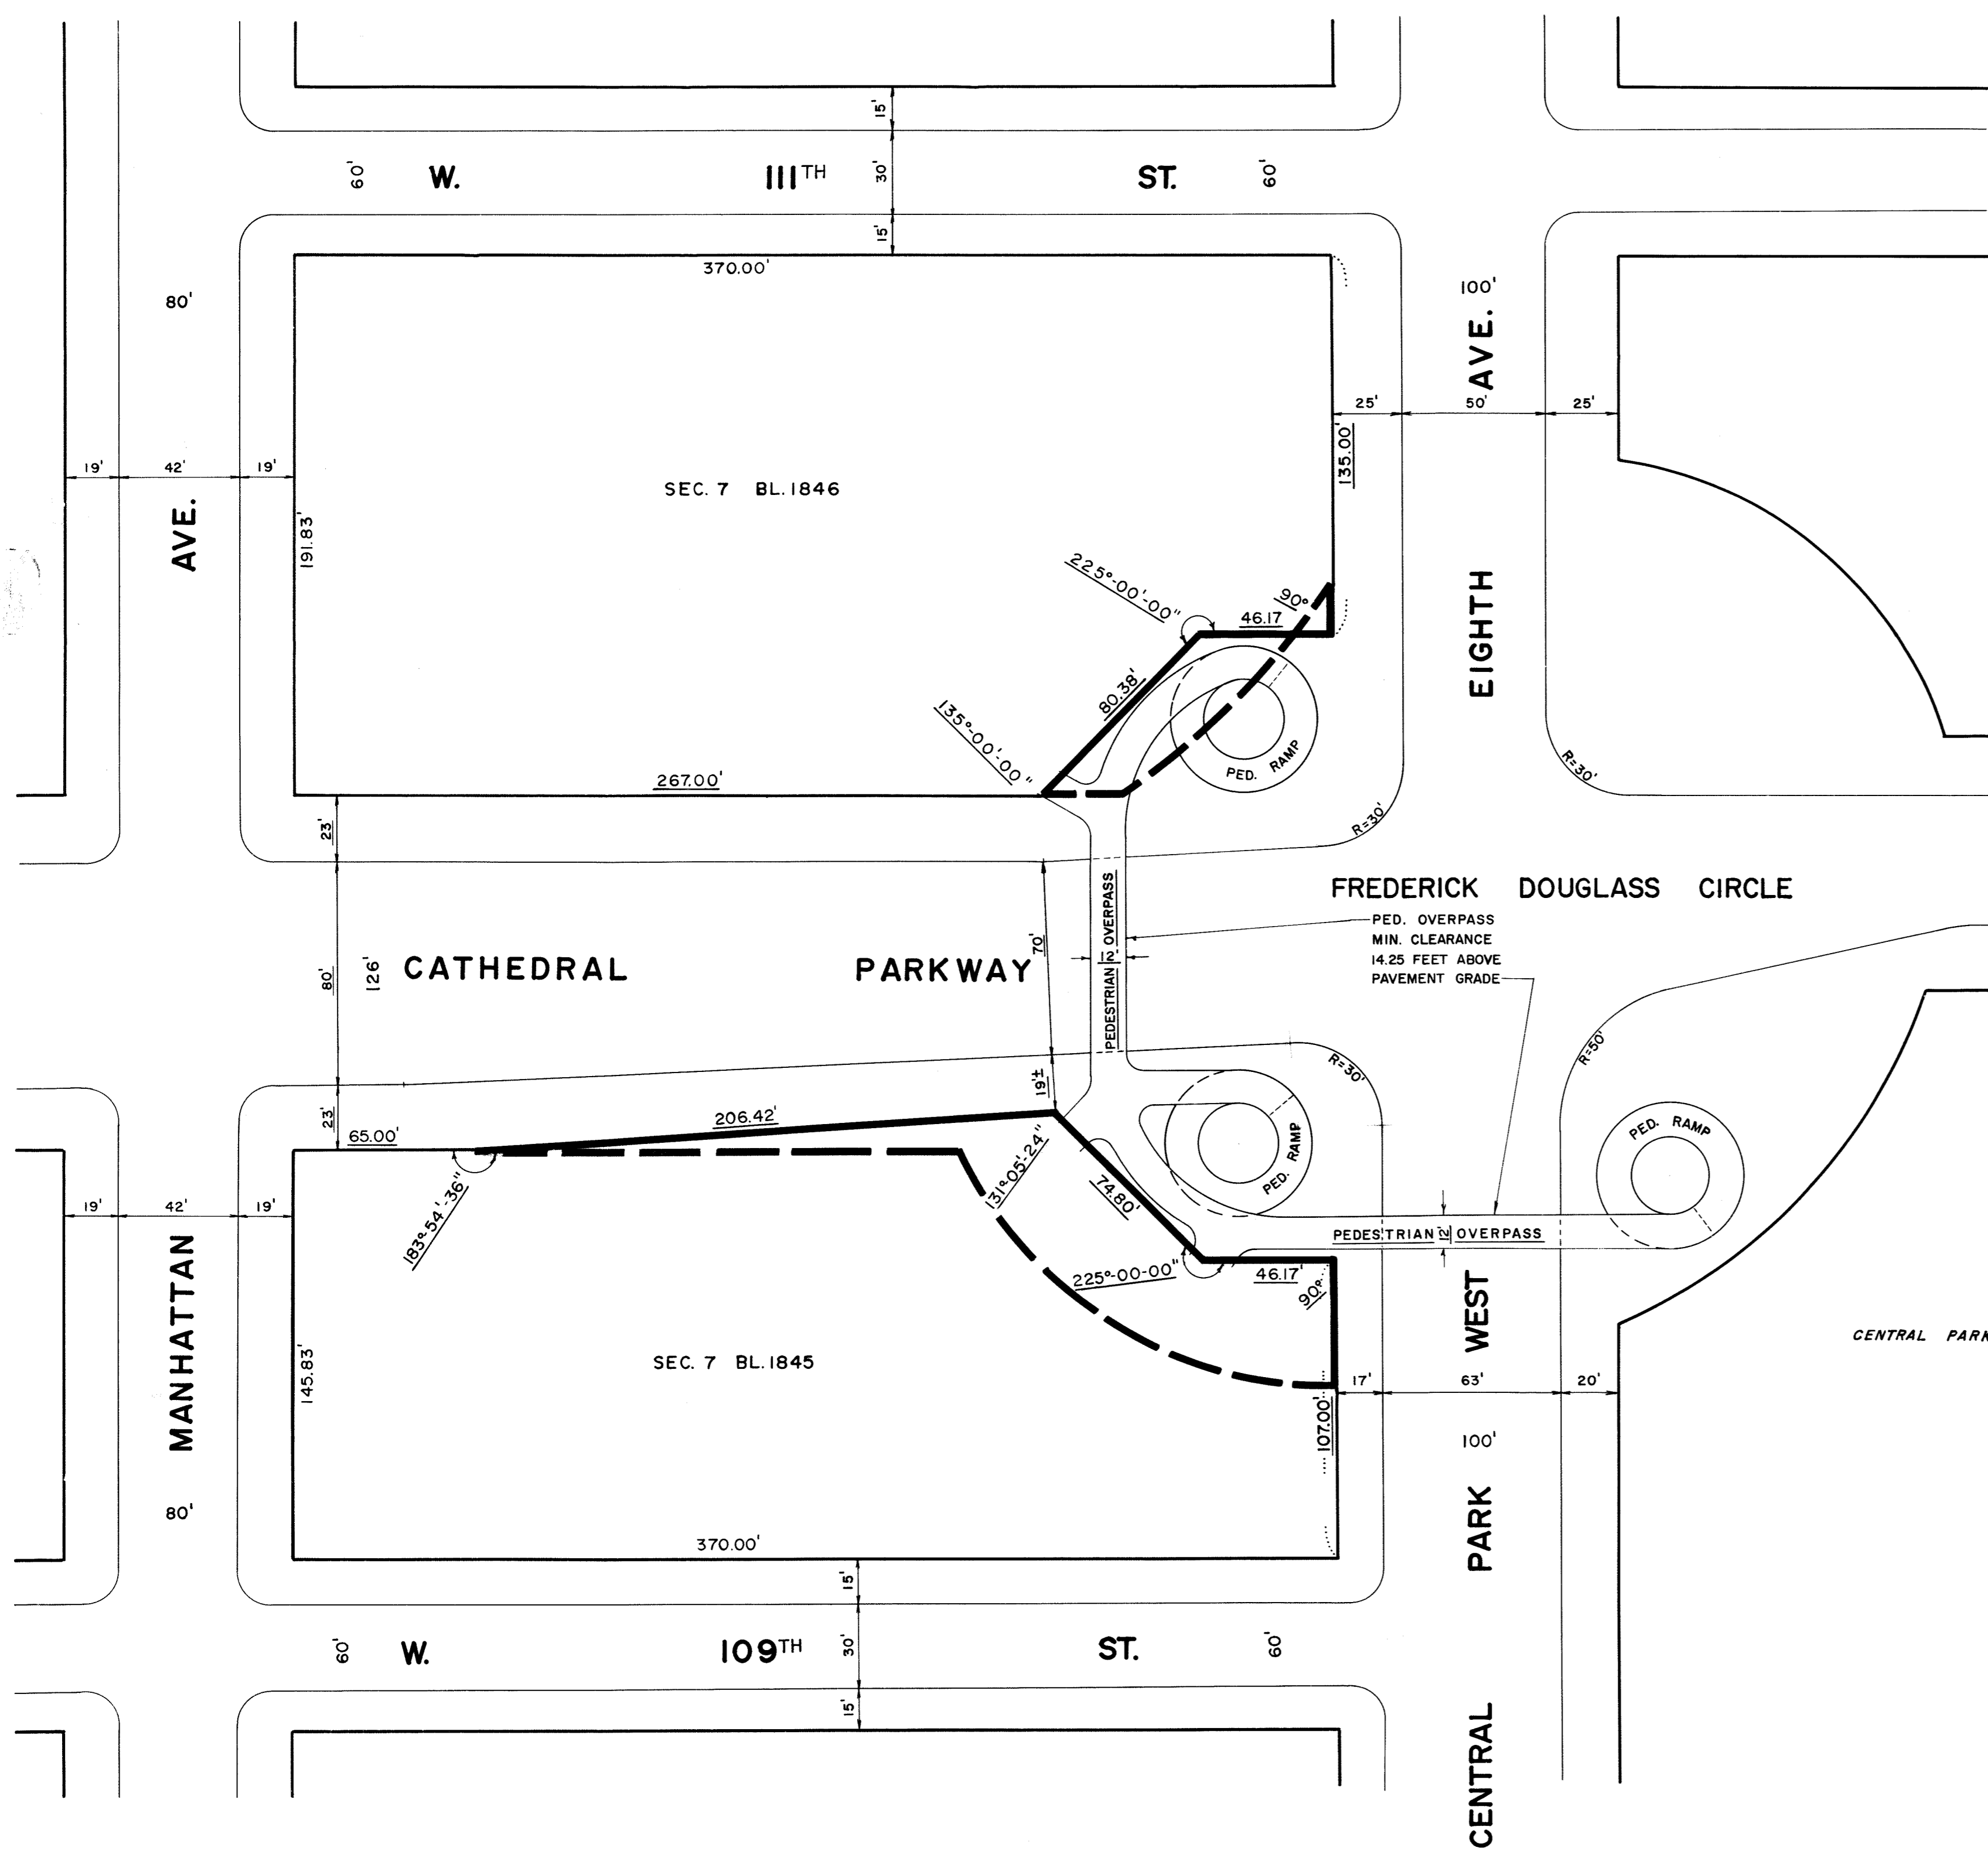 15'
60'
W. 111TH ST.
30'
60'
15'
370.00'
80'
100'
EIGHTH AVE.
25'
50'
25'
135.00'
19'
42'
19'
SEC. 7 BL. 1846
MANHATTAN AVE.
191.83'
225°-00'-00"
90°
46.17
80.38'
135°-00'-00"
PED. RAMP
267.00'
R=30'
R=30'
23'
FREDERICK DOUGLASS CIRCLE
PED. OVERPASS
MIN. CLEARANCE
14.25 FEET ABOVE
PAVEMENT GRADE
PEDESTRIAN OVERPASS
12'
70'
80'
126'
CATHEDRAL PARKWAY
R=30'
R=50'
19'±
23'
206.42'
65.00'
PED. RAMP
PED. RAMP
131°-05'-24"
183°-54'-36"
74.80'
19'
42'
19'
PEDESTRIAN OVERPASS
12'
225°-00-00"
46.17'
90°
CENTRAL PARK WEST
CENTRAL PARK
SEC. 7 BL. 1845
145.83'
17'
63'
20'
107.00'
100'
80'
370.00'
15'
60'
W. 109TH ST.
30'
60'
15'